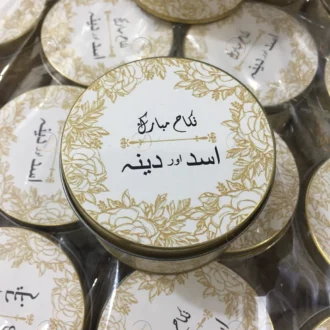 نکاح مبارک
اسد اور دینہ